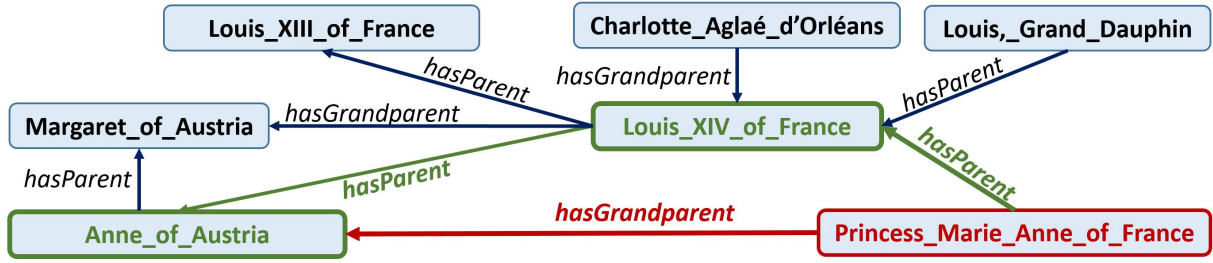 Louis_XIII_of_France
Charlotte_Aglaé_d’Orléans
Louis,_Grand_Dauphin
hasParent
hasGrandparent
hasParent
Margaret_of_Austria
hasGrandparent
Louis_XIV_of_France
hasParent
hasParent
hasParent
Anne_of_Austria
hasGrandparent
Princess_Marie_Anne_of_France